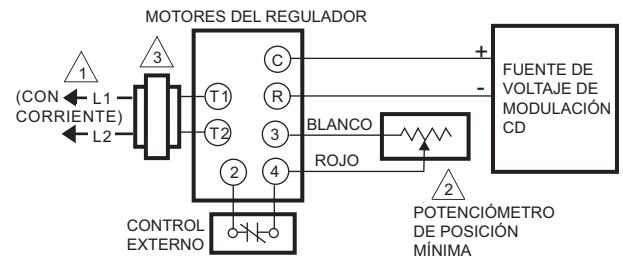 MOTORES DEL REGULADOR
1
3
(CON
CORRIENTE)
L1
L2
T1
T2
C
R
3
4
2
+
-
BLANCO
ROJO
FUENTE DE
VOLTAJE DE
MODULACIÓN
CD
2
POTENCIÓMETRO
DE POSICIÓN
MÍNIMA
CONTROL
EXTERNO